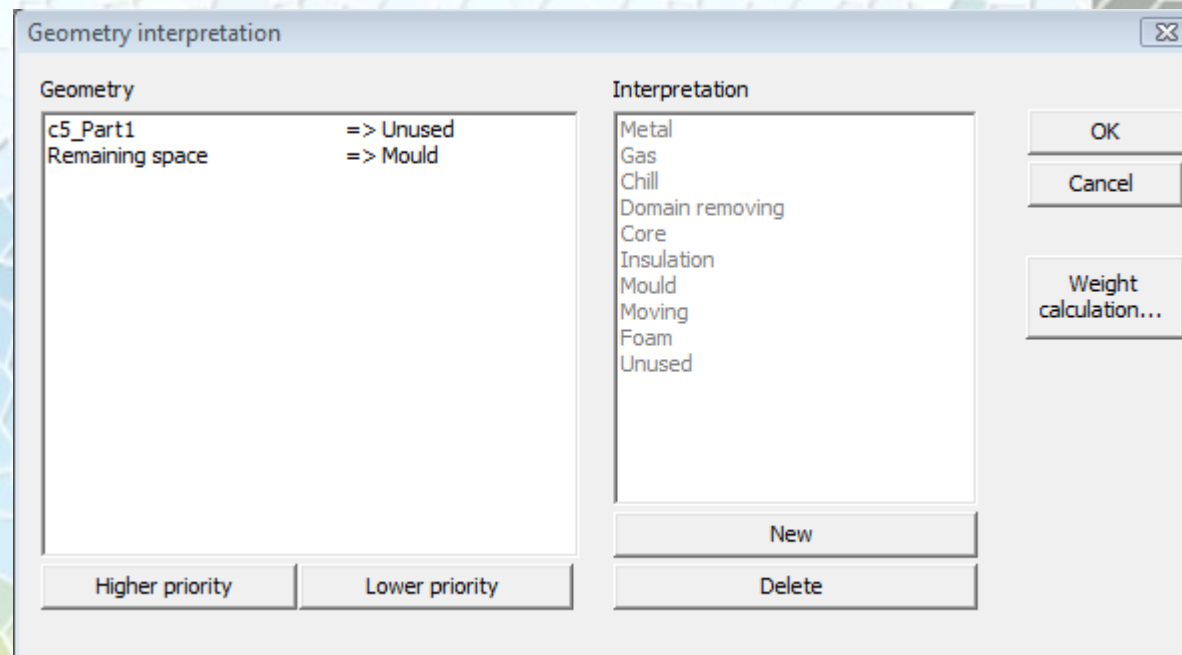 Geometry interpretation
Geometry
c5_Part1 => Unused
Remaining space => Mould
Higher priority
Lower priority
Interpretation
Metal
Gas
Chill
Domain removing
Core
Insulation
Mould
Moving
Foam
Unused
New
Delete
OK
Cancel
Weight
calculation...